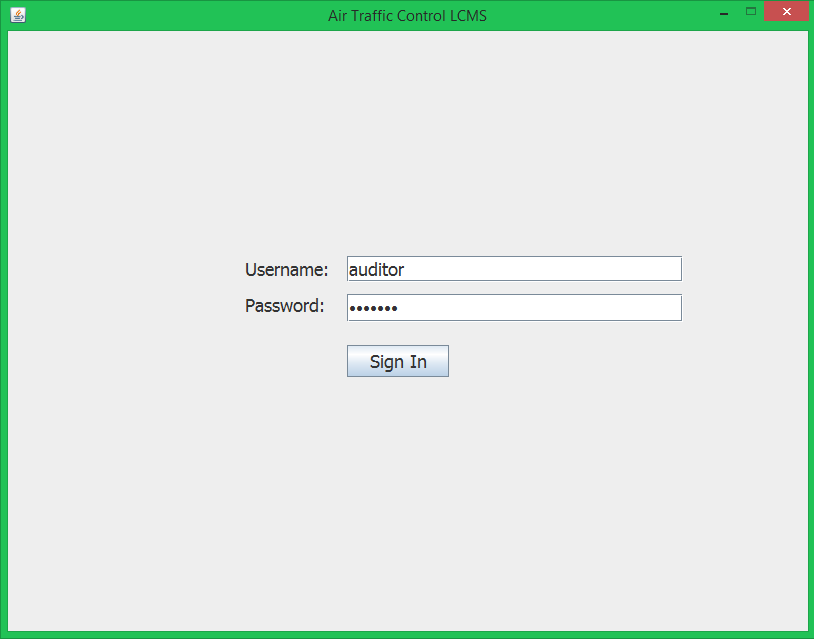 Air Traffic Control LCMS
Username: auditor
Password: •••••••
Sign In